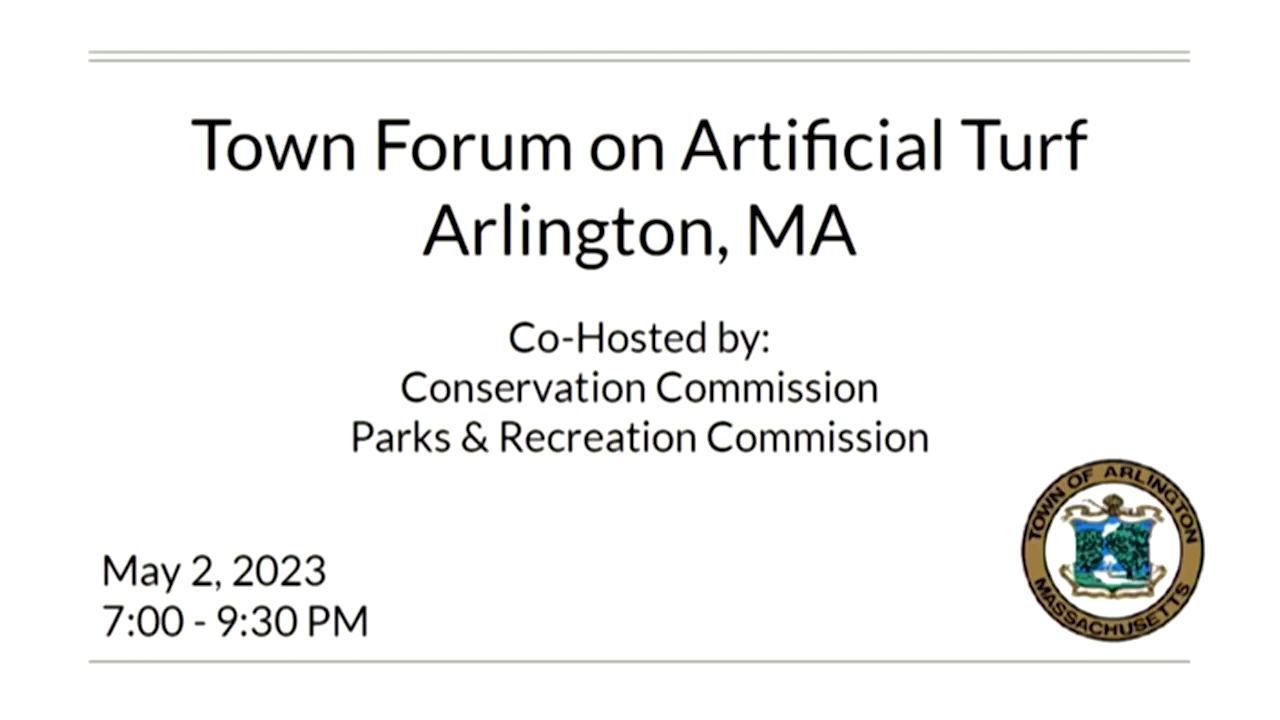 Town Forum on Artificial Turf
Arlington, MA
Co-Hosted by:
Conservation Commission
Parks & Recreation Commission
May 2, 2023
7:00 - 9:30 PM
TOWN OF ARLINGTON
MASSACHUSETTS